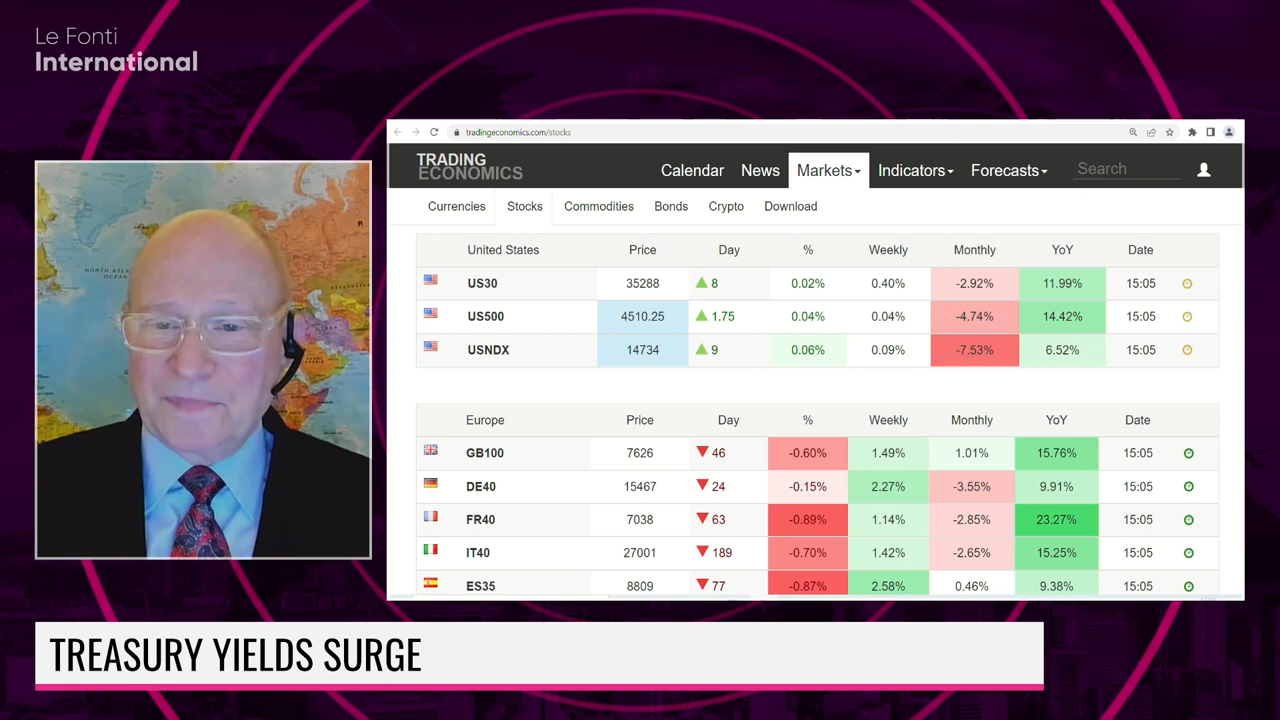 Le Fonti
International
tradingeconomics.com/stocks
TRADING
ECONOMICS
Calendar News Markets Indicators Forecasts Search
Currencies Stocks Commodities Bonds Crypto Download
United States Price Day % Weekly Monthly YoY Date
US30 35288 8 0.02% 0.40% -2.92% 11.99% 15:05
US500 4510.25 1.75 0.04% 0.04% -4.74% 14.42% 15:05
USNDX 14734 9 0.06% 0.09% -7.53% 6.52% 15:05
Europe Price Day % Weekly Monthly YoY Date
GB100 7626 46 -0.60% 1.49% 1.01% 15.76% 15:05
DE40 15467 24 -0.15% 2.27% -3.55% 9.91% 15:05
FR40 7038 63 -0.89% 1.14% -2.85% 23.27% 15:05
IT40 27001 189 -0.70% 1.42% -2.65% 15.25% 15:05
ES35 8809 77 -0.87% 2.58% 0.46% 9.38% 15:05
NORTH ATLA
OCEAN
TREASURY YIELDS SURGE